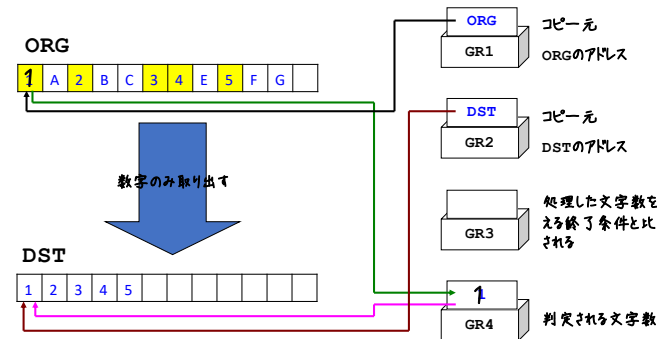 ORG
1 A 2 B C 3 4 E 5 F G
数字のみ取り出す
DST
1 2 3 4 5
ORG
GR1
コピー元
ORGのアドレス
DST
GR2
コピー元
DSTのアドレス
GR3
処理した文字数を
える終了条件と比
される
1
GR4
判定される文字数